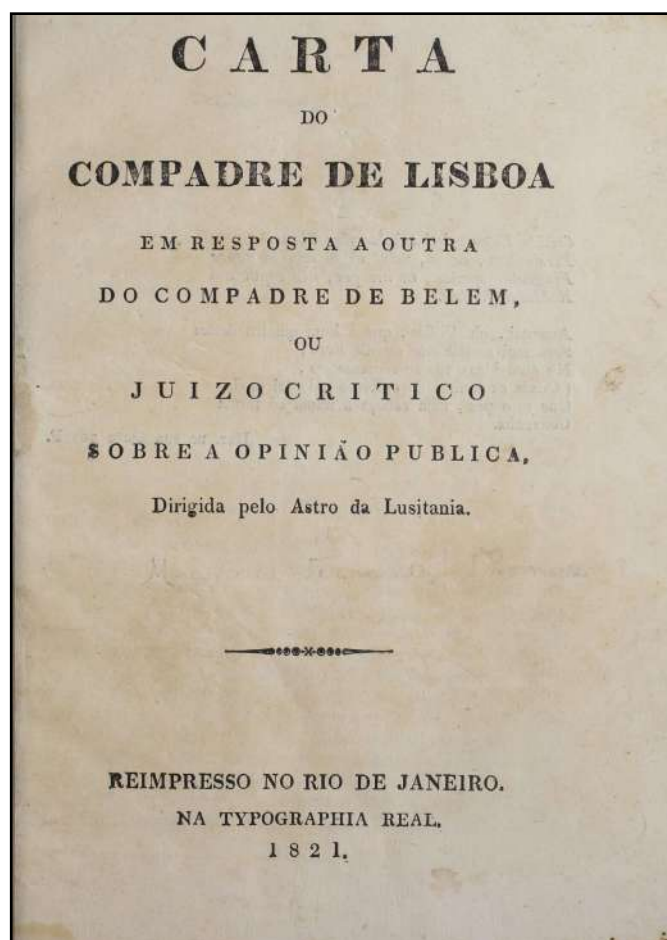 CARTA
DO
COMPADRE DE LISBOA
EM RESPOSTA A OUTRA
DO COMPADRE DE BELEM,
OU
JUIZO CRITICO
SOBRE A OPINIÃO PUBLICA,
Dirigida pelo Astro da Lusitania.
REIMPRESSO NO RIO DE JANEIRO.
NA TYPOGRAPHIA REAL.
1821.